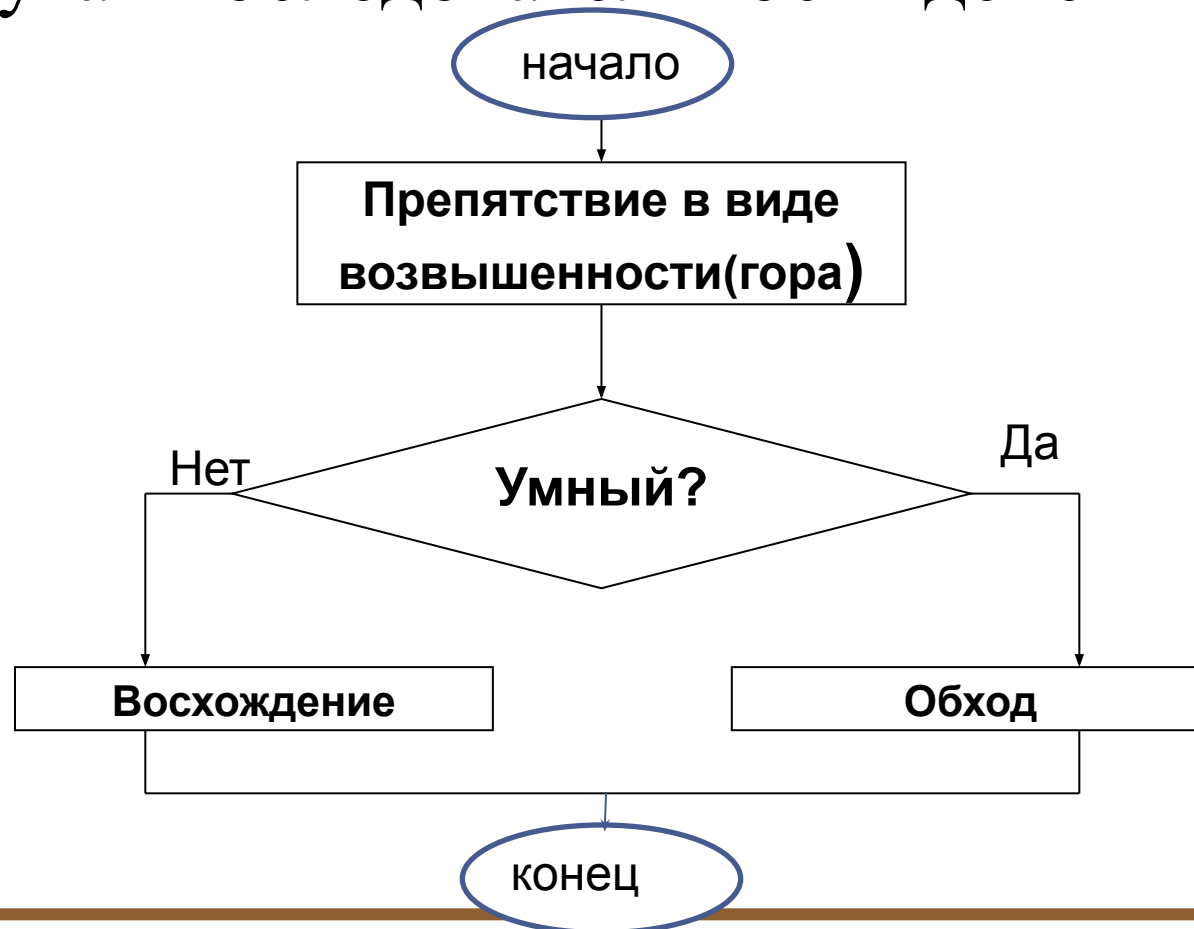 начало
Препятствие в виде
возвышенности(гора)
Нет
Да
Умный?
Восхождение
Обход
конец